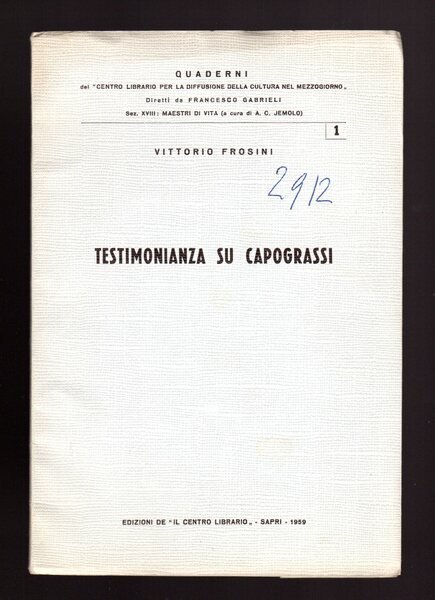 QUADERNI
del "CENTRO LIBRARIO PER LA DIFFUSIONE DELLA CULTURA NEL MEZZOGIORNO„
Diretti da FRANCESCO GABRIELI
Sez. XVIII: MAESTRI DI VITA (a cura di A. C. JEMOLO)
1
VITTORIO FROSINI
2912
TESTIMONIANZA SU CAPOGRASSI
EDIZIONI DE "IL CENTRO LIBRARIO„ - SAPRI - 1959